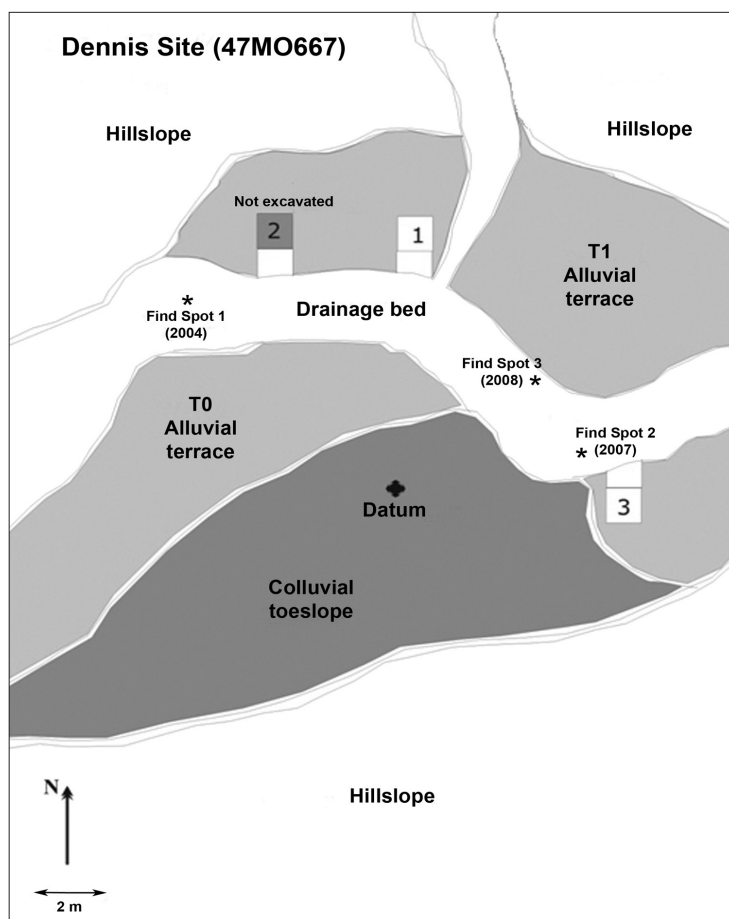 Dennis Site (47MO667)
Hillslope
Hillslope
Not excavated
2
1
T1
Alluvial
terrace
Drainage bed
Find Spot 1
(2004)
Find Spot 3
(2008)
T0
Alluvial
terrace
Find Spot 2
(2007)
3
Datum
Colluvial
toeslope
N
Hillslope
2 m